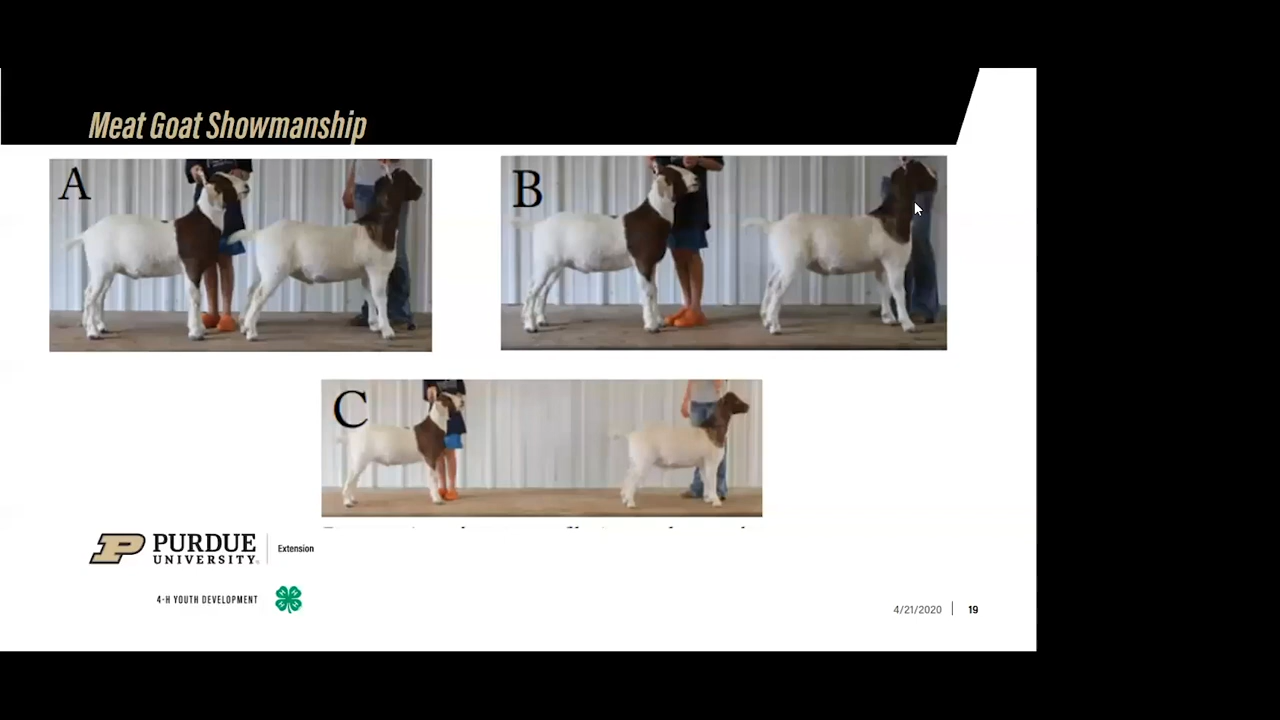 Meat Goat Showmanship
A
B
C
PURDUE
UNIVERSITY®
Extension
4-H YOUTH DEVELOPMENT
4/21/2020
19